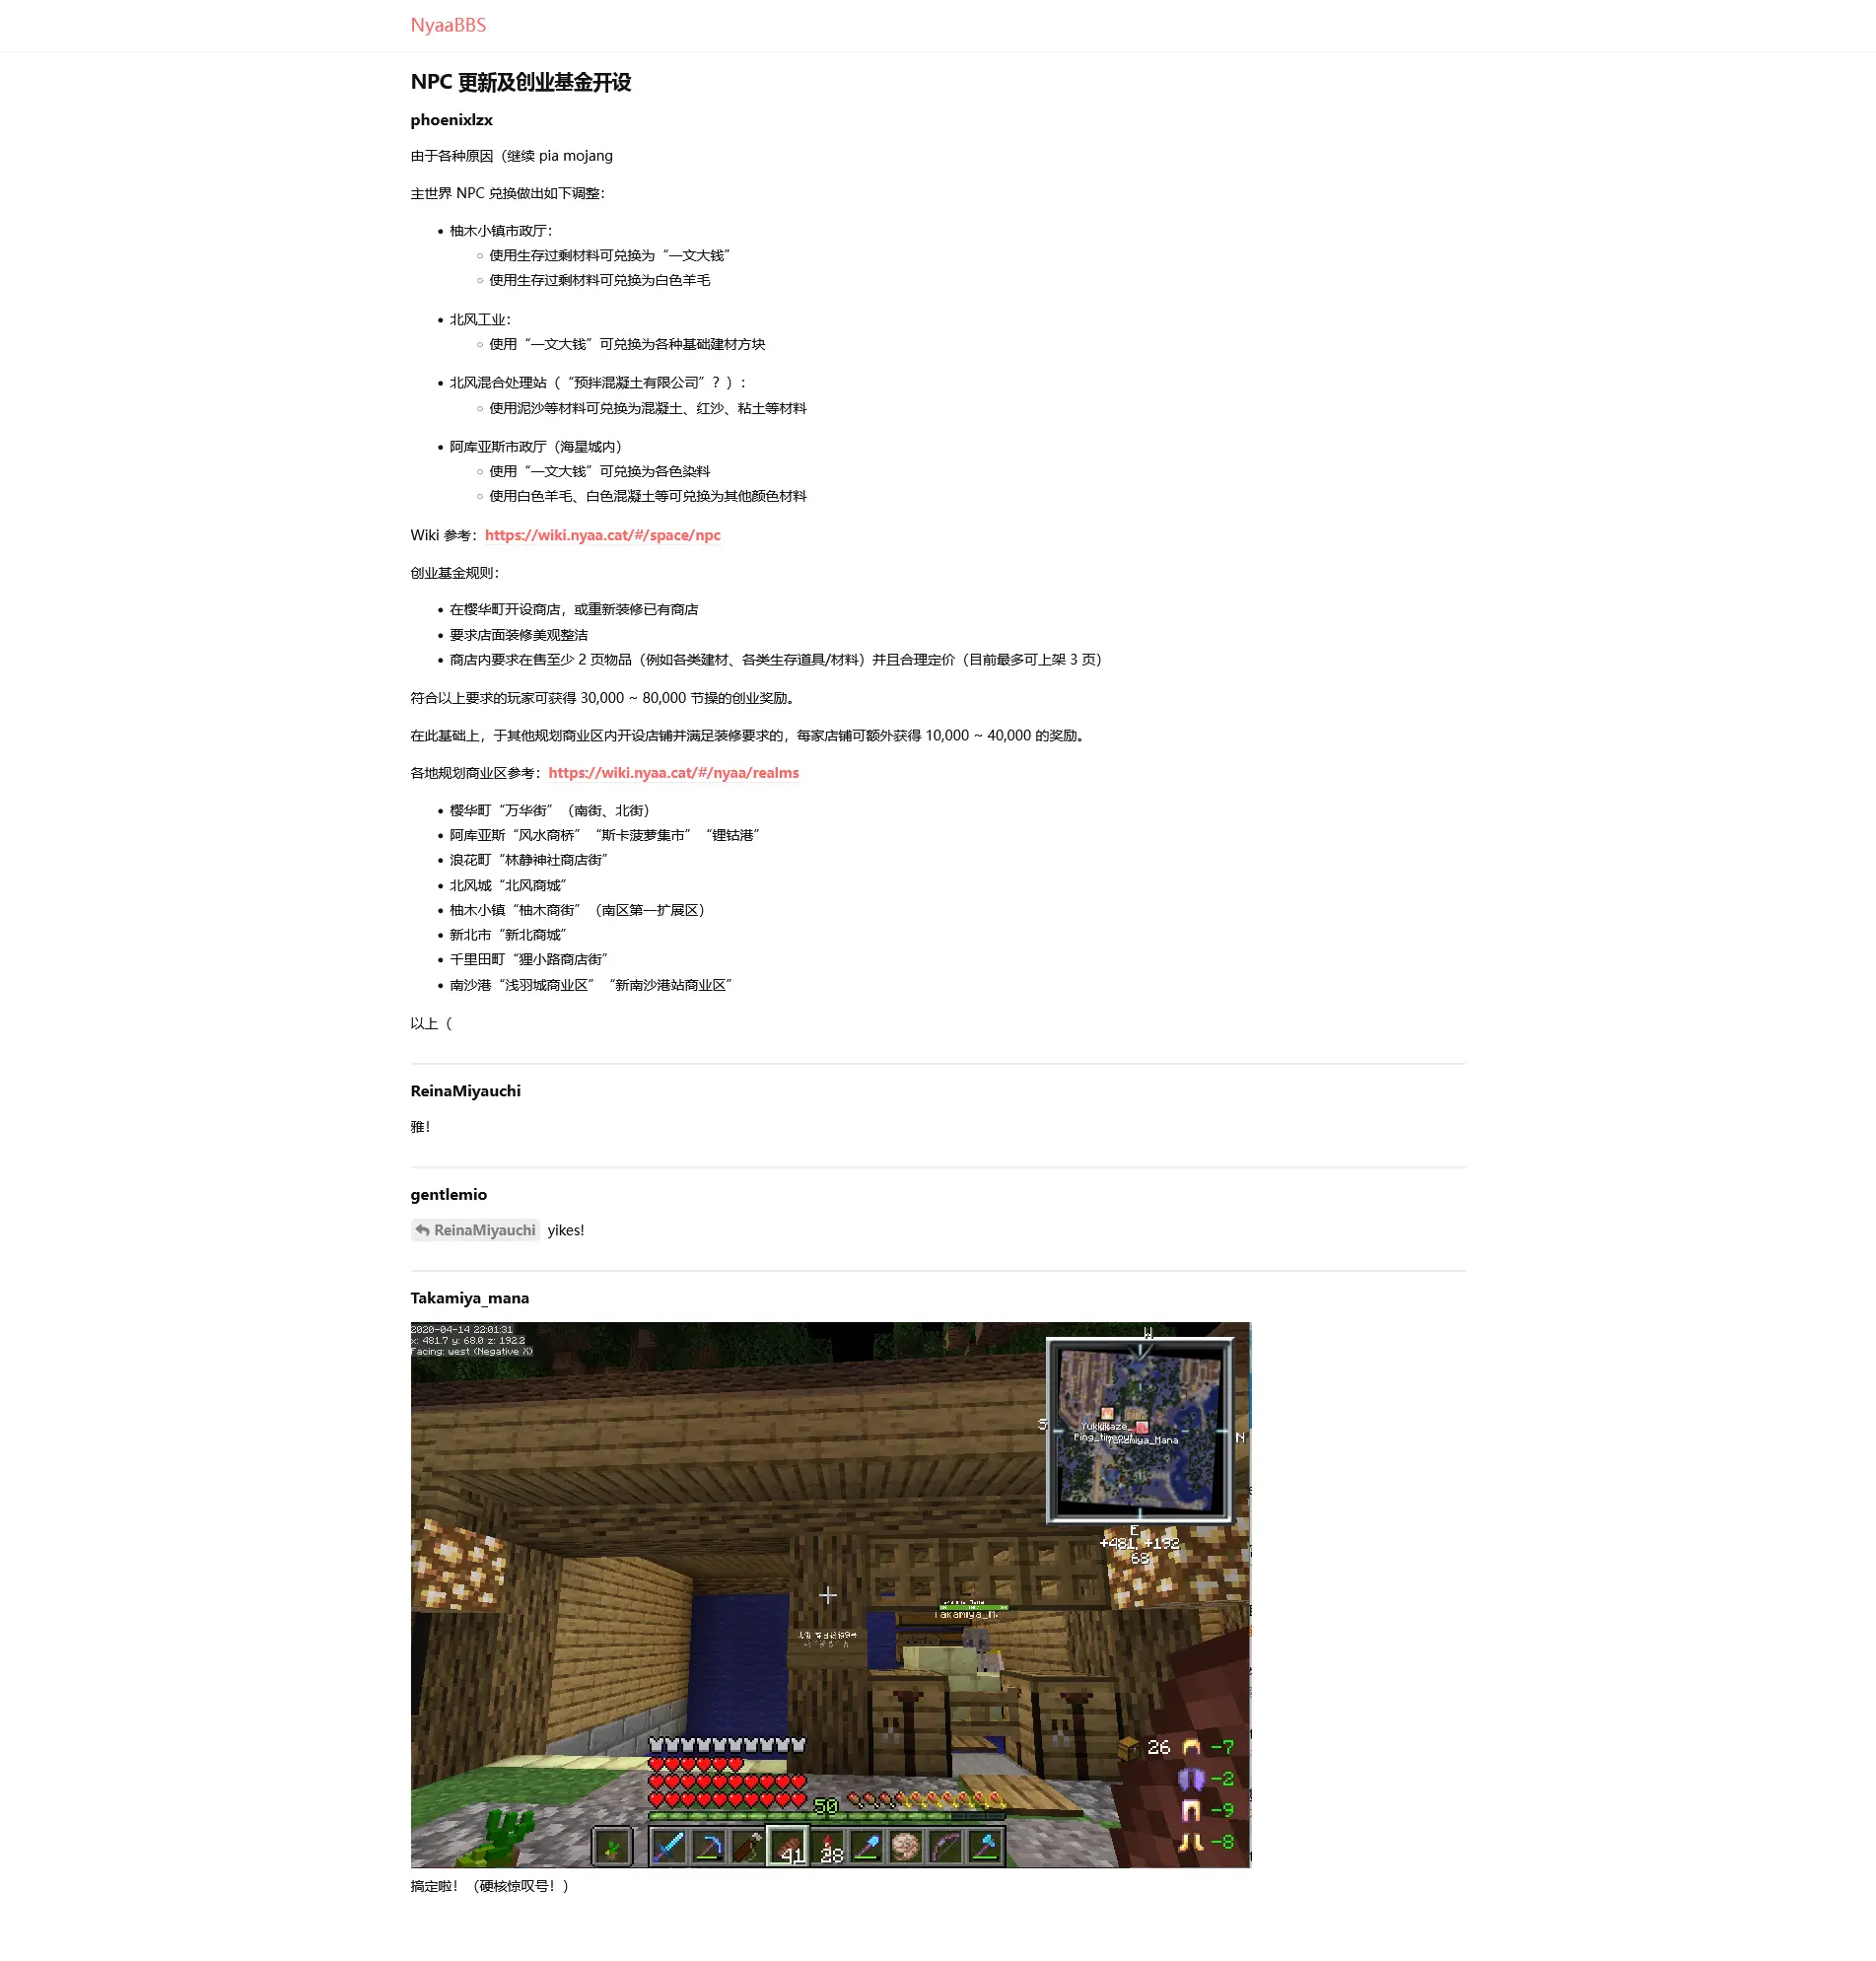 NyaaBBS
NPC 更新及创业基金开设
phoenixlzx
由于各种原因（继续 pia mojang
主世界 NPC 兑换做出如下调整：
柚木小镇市政厅：
使用生存过剩材料可兑换为“一文大钱”
使用生存过剩材料可兑换为白色羊毛
北风工业：
使用“一文大钱”可兑换为各种基础建材方块
北风混合处理站（“预拌混凝土有限公司”？）：
使用泥沙等材料可兑换为混凝土、红沙、粘土等材料
阿库亚斯市政厅（海星城内）
使用“一文大钱”可兑换为各色染料
使用白色羊毛、白色混凝土等可兑换为其他颜色材料
Wiki 参考：https://wiki.nyaa.cat/#/space/npc
创业基金规则：
在樱华町开设商店，或重新装修已有商店
要求店面装修美观整洁
商店内要求在售至少 2 页物品（例如各类建材、各类生存道具/材料）并且合理定价（目前最多可上架 3 页）
符合以上要求的玩家可获得 30,000 ~ 80,000 节操的创业奖励。
在此基础上，于其他规划商业区内开设店铺并满足装修要求的，每家店铺可额外获得 10,000 ~ 40,000 的奖励。
各地规划商业区参考：https://wiki.nyaa.cat/#/nyaa/realms
樱华町“万华街”（南街、北街）
阿库亚斯“风水商桥”“斯卡菠萝集市”“锂钴港”
浪花町“林静神社商店街”
北风城“北风商城”
柚木小镇“柚木商街”（南区第一扩展区）
新北市“新北商城”
千里田町“狸小路商店街”
南沙港“浅羽城商业区”“新南沙港站商业区”
以上（
ReinaMiyauchi
雅！
gentlemio
ReinaMiyauchi yikes!
Takamiya_mana
2020-04-14 22:01:31
x: 481.7 y: 68.0 z: 192.2
Facing: west (Negative X)
W
S
N
Yukkikaze_
Ping_timeout
Takamiya_Mana
E
+481, +192
68
Takamiya_M
26 -7
-2
-9
-8
50
41 28
搞定啦！（硬核惊叹号！）